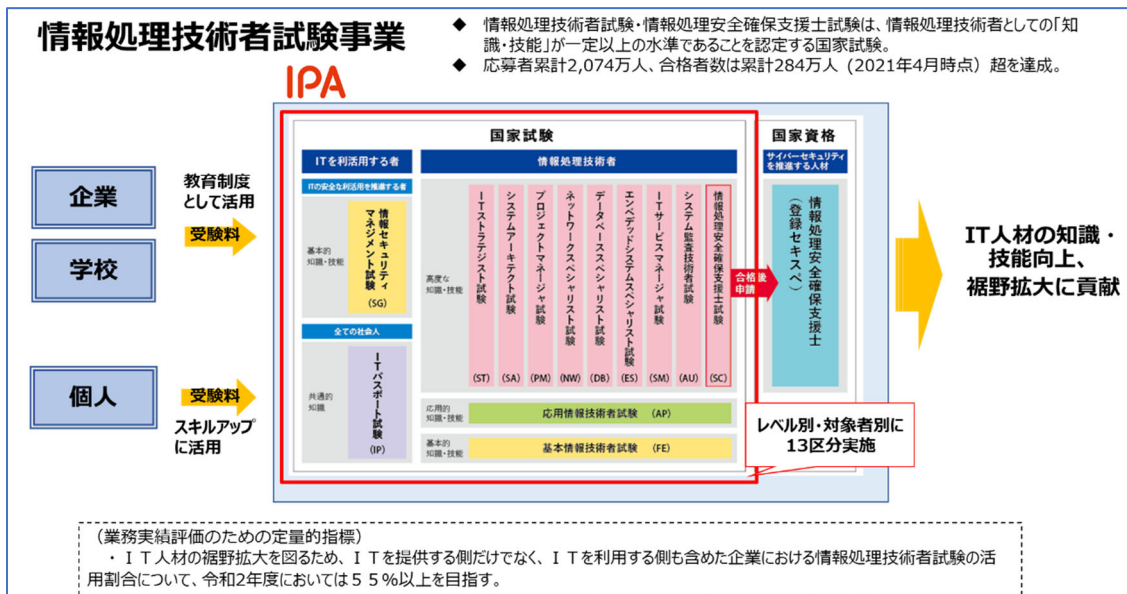 情報処理技術者試験事業
◆ 情報処理技術者試験・情報処理安全確保支援士試験は、情報処理技術者としての「知
識・技能」が一定以上の水準であることを認定する国家試験。
◆ 応募者累計2,074万人、合格者数は累計284万人 (2021年4月時点) 超を達成。
IPA
企業
学校
個人
教育制度
として活用
受験料
受験料
スキルアップ
に活用
国家試験
ITを利活用する者
ITの安全な利活用を推進する者
基本的
知識・技能
情報セキュリティ
マネジメント試験
(SG)
全ての社会人
共通的
知識
ITパスポート試験
(IP)
情報処理技術者
高度な
知識・技能
ITストラテジスト試験
(ST)
システムアーキテクト試験
(SA)
プロジェクトマネージャ試験
(PM)
ネットワークスペシャリスト試験
(NW)
データベーススペシャリスト試験
(DB)
エンベデッドシステムスペシャリスト試験
(ES)
ITサービスマネージャ試験
(SM)
システム監査技術者試験
(AU)
情報処理安全確保支援士試験
(SC)
応用的
知識・技能
応用情報技術者試験 (AP)
基本的
知識・技能
基本情報技術者試験 (FE)
合格後
申請
国家資格
サイバーセキュリティ
を推進する人材
情報処理安全確保支援士
(登録セキスペ)
レベル別・対象者別に
13区分実施
IT人材の知識・
技能向上、
裾野拡大に貢献
(業務実績評価のための定量的指標)
・ＩＴ人材の裾野拡大を図るため、ＩＴを提供する側だけでなく、ＩＴを利用する側も含めた企業における情報処理技術者試験の活
用割合について、令和2年度においては５５％以上を目指す。